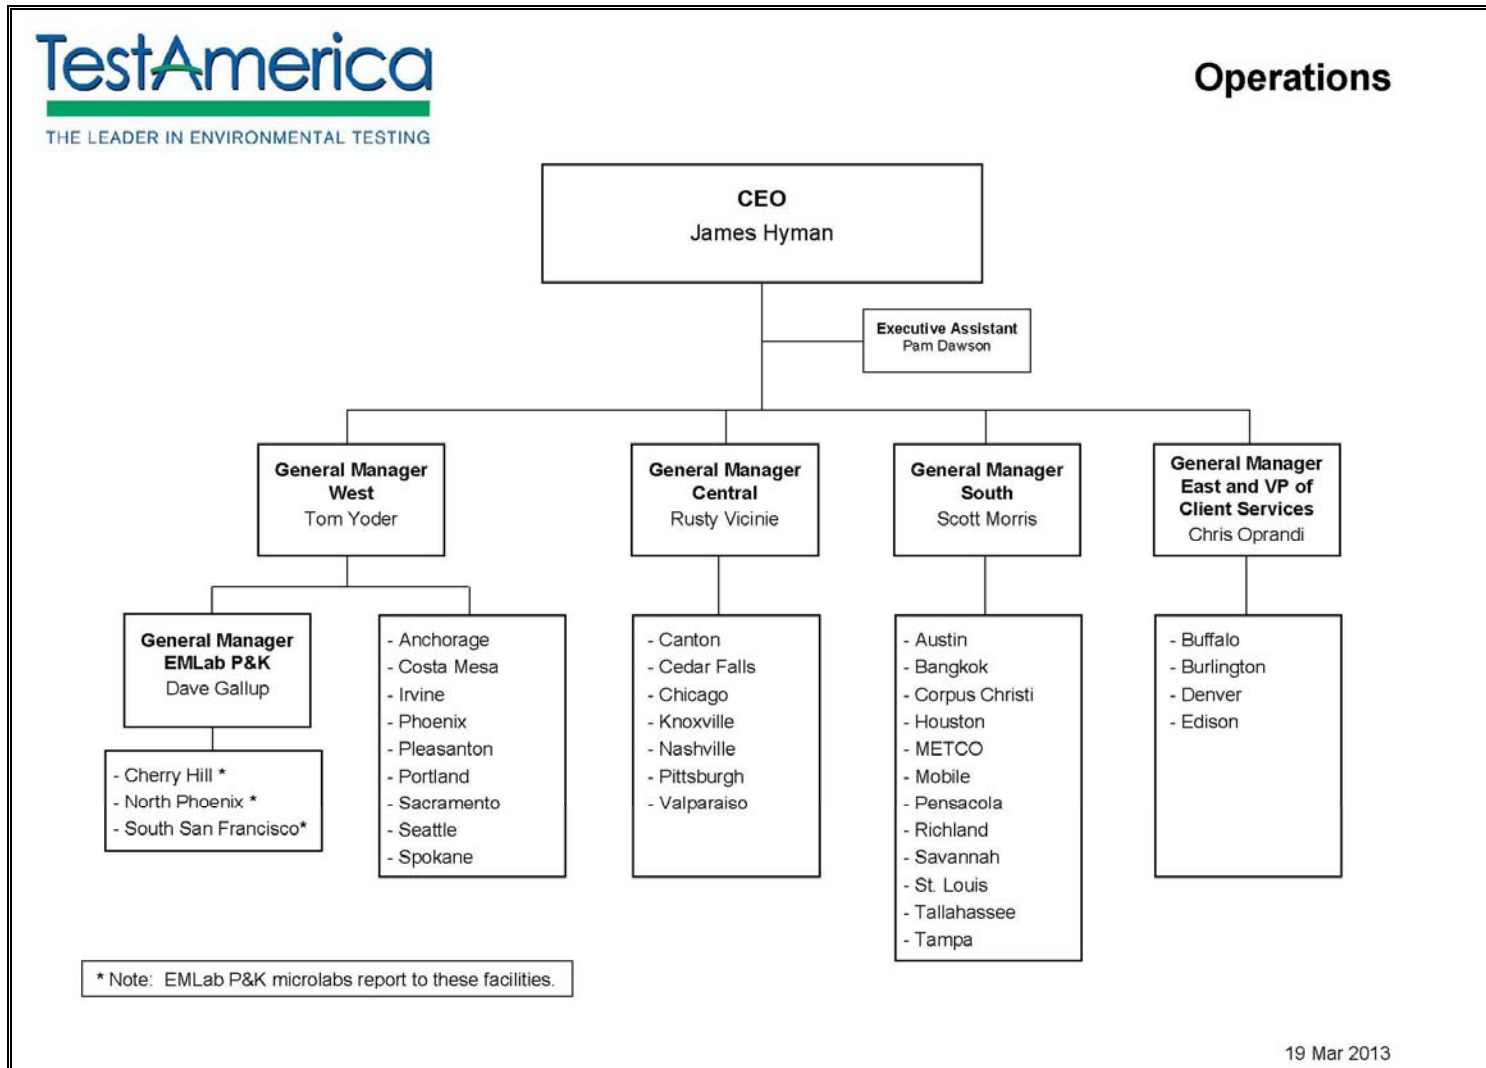 TestAmerica
THE LEADER IN ENVIRONMENTAL TESTING
Operations
CEO
James Hyman
Executive Assistant
Pam Dawson
General Manager
West
Tom Yoder
General Manager
Central
Rusty Vicinie
General Manager
South
Scott Morris
General Manager
East and VP of
Client Services
Chris Oprandi
General Manager
EMLab P&K
Dave Gallup
- Cherry Hill *
- North Phoenix *
- South San Francisco*
- Anchorage
- Costa Mesa
- Irvine
- Phoenix
- Pleasanton
- Portland
- Sacramento
- Seattle
- Spokane
- Canton
- Cedar Falls
- Chicago
- Knoxville
- Nashville
- Pittsburgh
- Valparaiso
- Austin
- Bangkok
- Corpus Christi
- Houston
- METCO
- Mobile
- Pensacola
- Richland
- Savannah
- St. Louis
- Tallahassee
- Tampa
- Buffalo
- Burlington
- Denver
- Edison
* Note: EMLab P&K microlabs report to these facilities.
19 Mar 2013